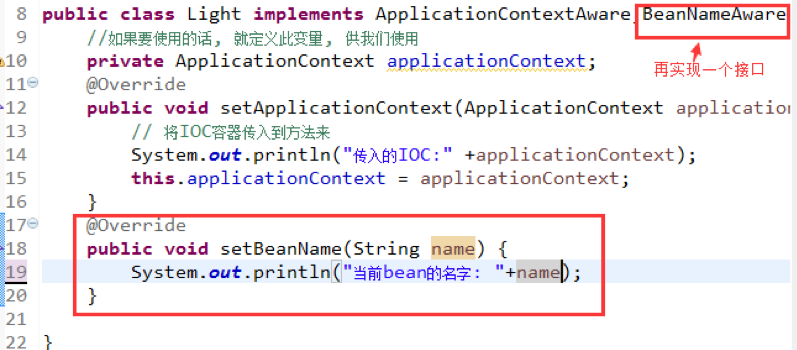 8 public class Light implements ApplicationContextAware,BeanNameAware
9 //如果要使用的话, 就定义此变量, 供我们使用
10 private ApplicationContext applicationContext;
再实现一个接口
11 @Override
12 public void setApplicationContext(ApplicationContext application
13 // 将IOC容器传入到方法来
14 System.out.println("传入的IOC:" +applicationContext);
15 this.applicationContext = applicationContext;
16 }
17 @Override
18 public void setBeanName(String name) {
19 System.out.println("当前bean的名字: "+name);
20 }
21
22 }